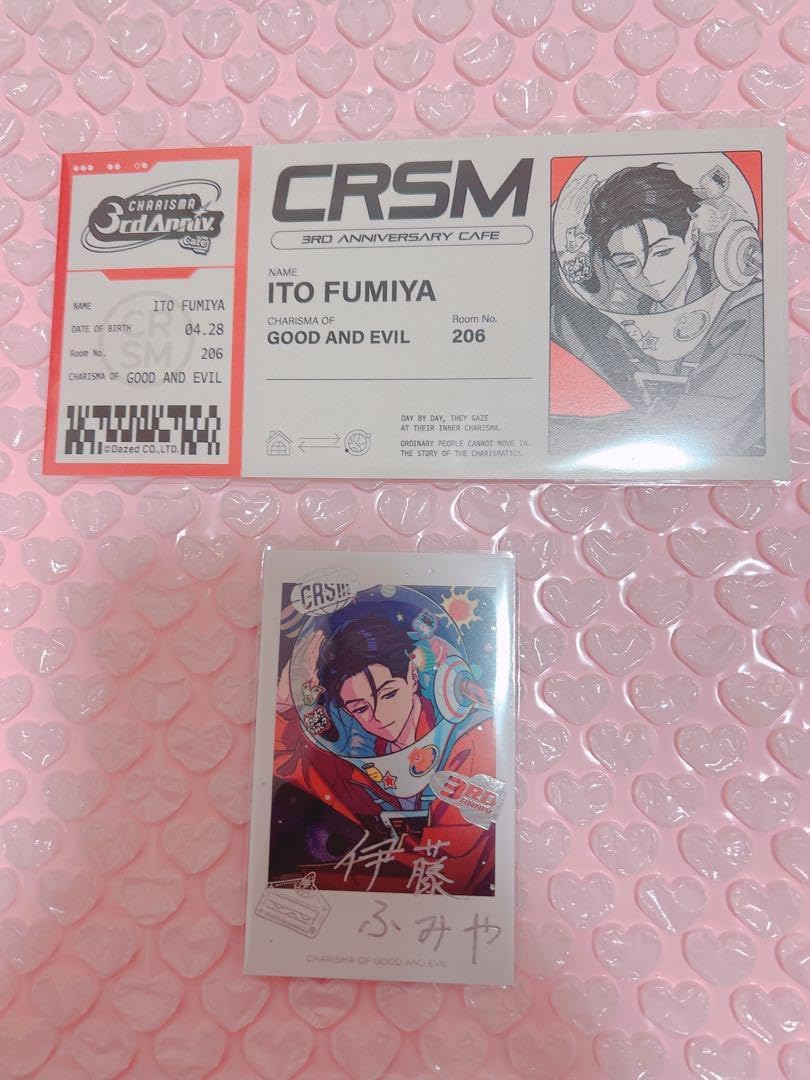 CHARISMA
3rd Anniv.
Cafe
NAME ITO FUMIYA
DATE OF BIRTH 04.28
Room No. 206
CHARISMA OF GOOD AND EVIL
CR
SM
©Dazed CO.,LTD.
CRSM
3RD ANNIVERSARY CAFE
NAME
ITO FUMIYA
CHARISMA OF Room No.
GOOD AND EVIL 206
DAY BY DAY, THEY GAZE
AT THEIR INNER CHARISMA.
ORDINARY PEOPLE CANNOT MOVE IN
THE STORY OF THE CHARISMATICS.
CRSM
3RD
ANNIV.
伊藤
ふみや
CHARISMA OF GOOD AND EVIL